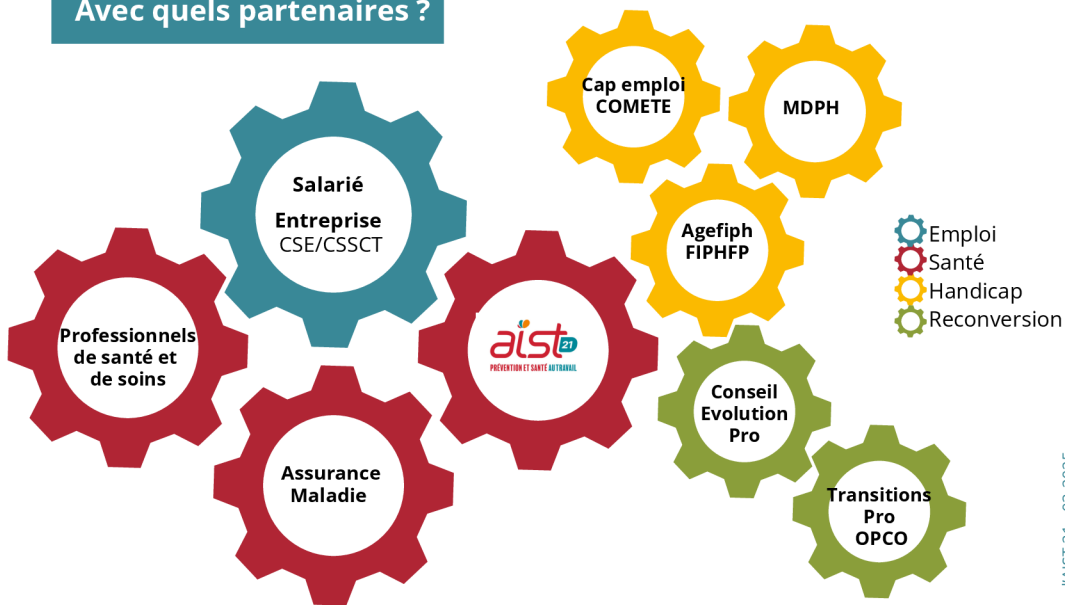 Avec quels partenaires ?
Cap emploi
COMETE
MDPH
Salarié
Entreprise
CSE/CSSCT
Agefiph
FIPHFP
Emploi
Santé
Handicap
Reconversion
Professionnels
de santé et
de soins
aist
21
PRÉVENTION ET SANTÉ AU TRAVAIL
Conseil
Evolution
Pro
Assurance
Maladie
Transitions
Pro
OPCO